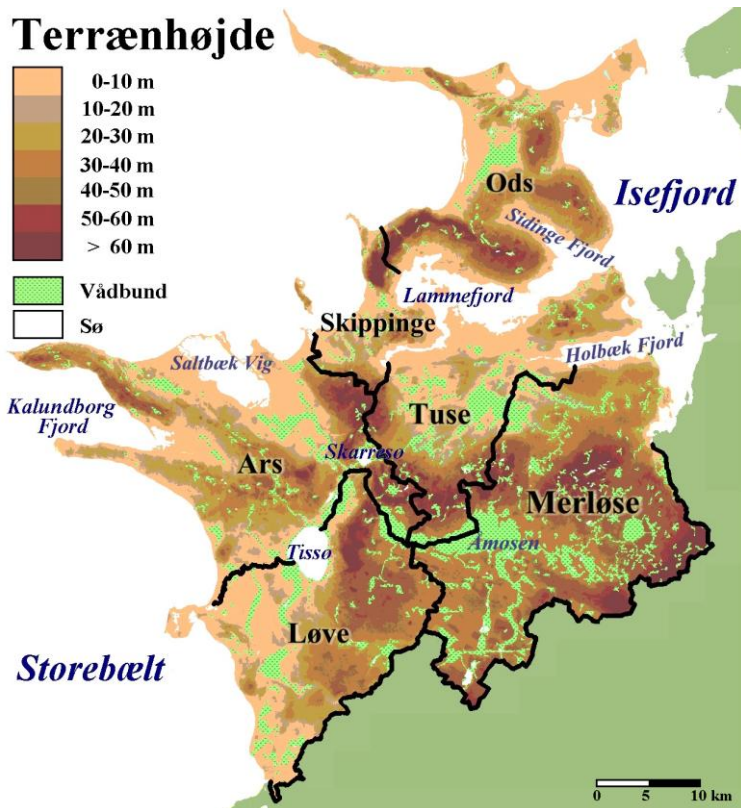 Terrænhøjde
0-10 m
10-20 m
20-30 m
30-40 m
40-50 m
50-60 m
> 60 m
Vådbund
Sø
Ods
Isefjord
Sidinge Fjord
Lammefjord
Skippinge
Holbæk Fjord
Saltbæk Vig
Kalundborg
Fjord
Tuse
Skarresø
Ars
Merløse
Åmosen
Tissø
Løve
Storebælt
0 5 10 km